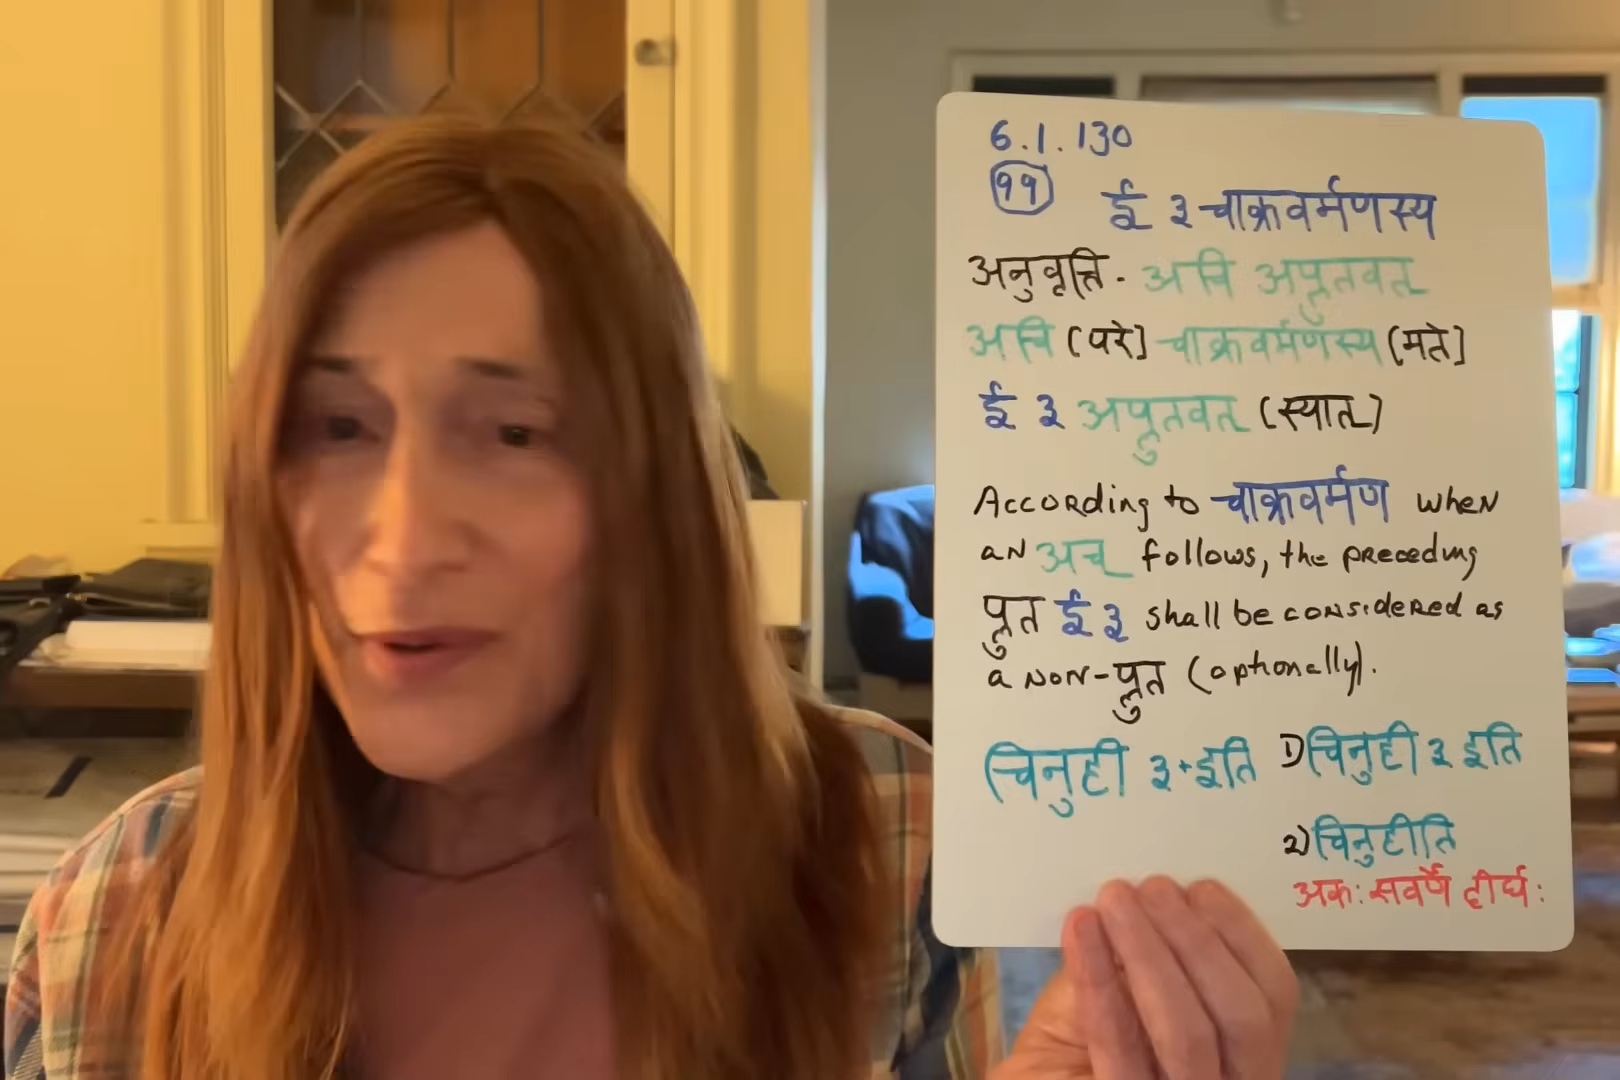 6.1.130
99
ई ३ चाक्रवर्मणस्य
अनुवृत्ति - अचि अप्लुतवत्
अचि (परे] चाक्रवर्मणस्य (मते]
ई ३ अप्लुतवत् (स्यात्)
According to चाक्रवर्मण when
an अच् follows, the preceding
प्लुत ई ३ shall be considered as
a non-प्लुत (optionally).
चिनुही ३+इति 1) चिनुही ३ इति
2) चिनुहीति
अकः सवर्णे दीर्घः